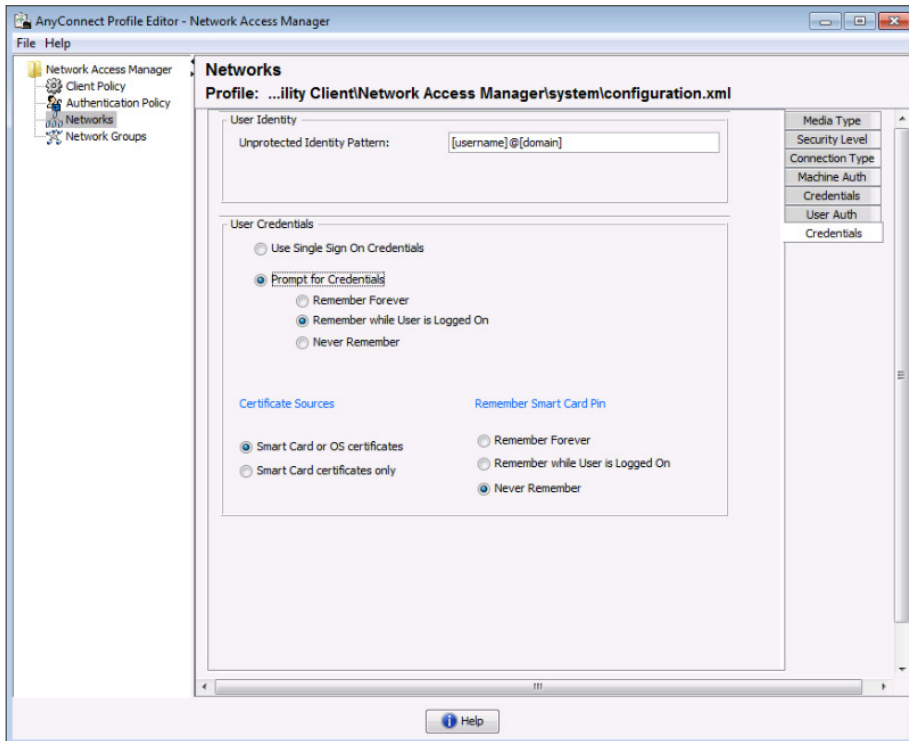 AnyConnect Profile Editor - Network Access Manager
File Help
Network Access Manager
Client Policy
Authentication Policy
Networks
Network Groups
Networks
Profile: ...ility Client\Network Access Manager\system\configuration.xml
Media Type
Security Level
Connection Type
Machine Auth
Credentials
User Auth
Credentials
User Identity
Unprotected Identity Pattern: [username]@[domain]
User Credentials
Use Single Sign On Credentials
Prompt for Credentials
Remember Forever
Remember while User is Logged On
Never Remember
Certificate Sources
Smart Card or OS certificates
Smart Card certificates only
Remember Smart Card Pin
Remember Forever
Remember while User is Logged On
Never Remember
Help